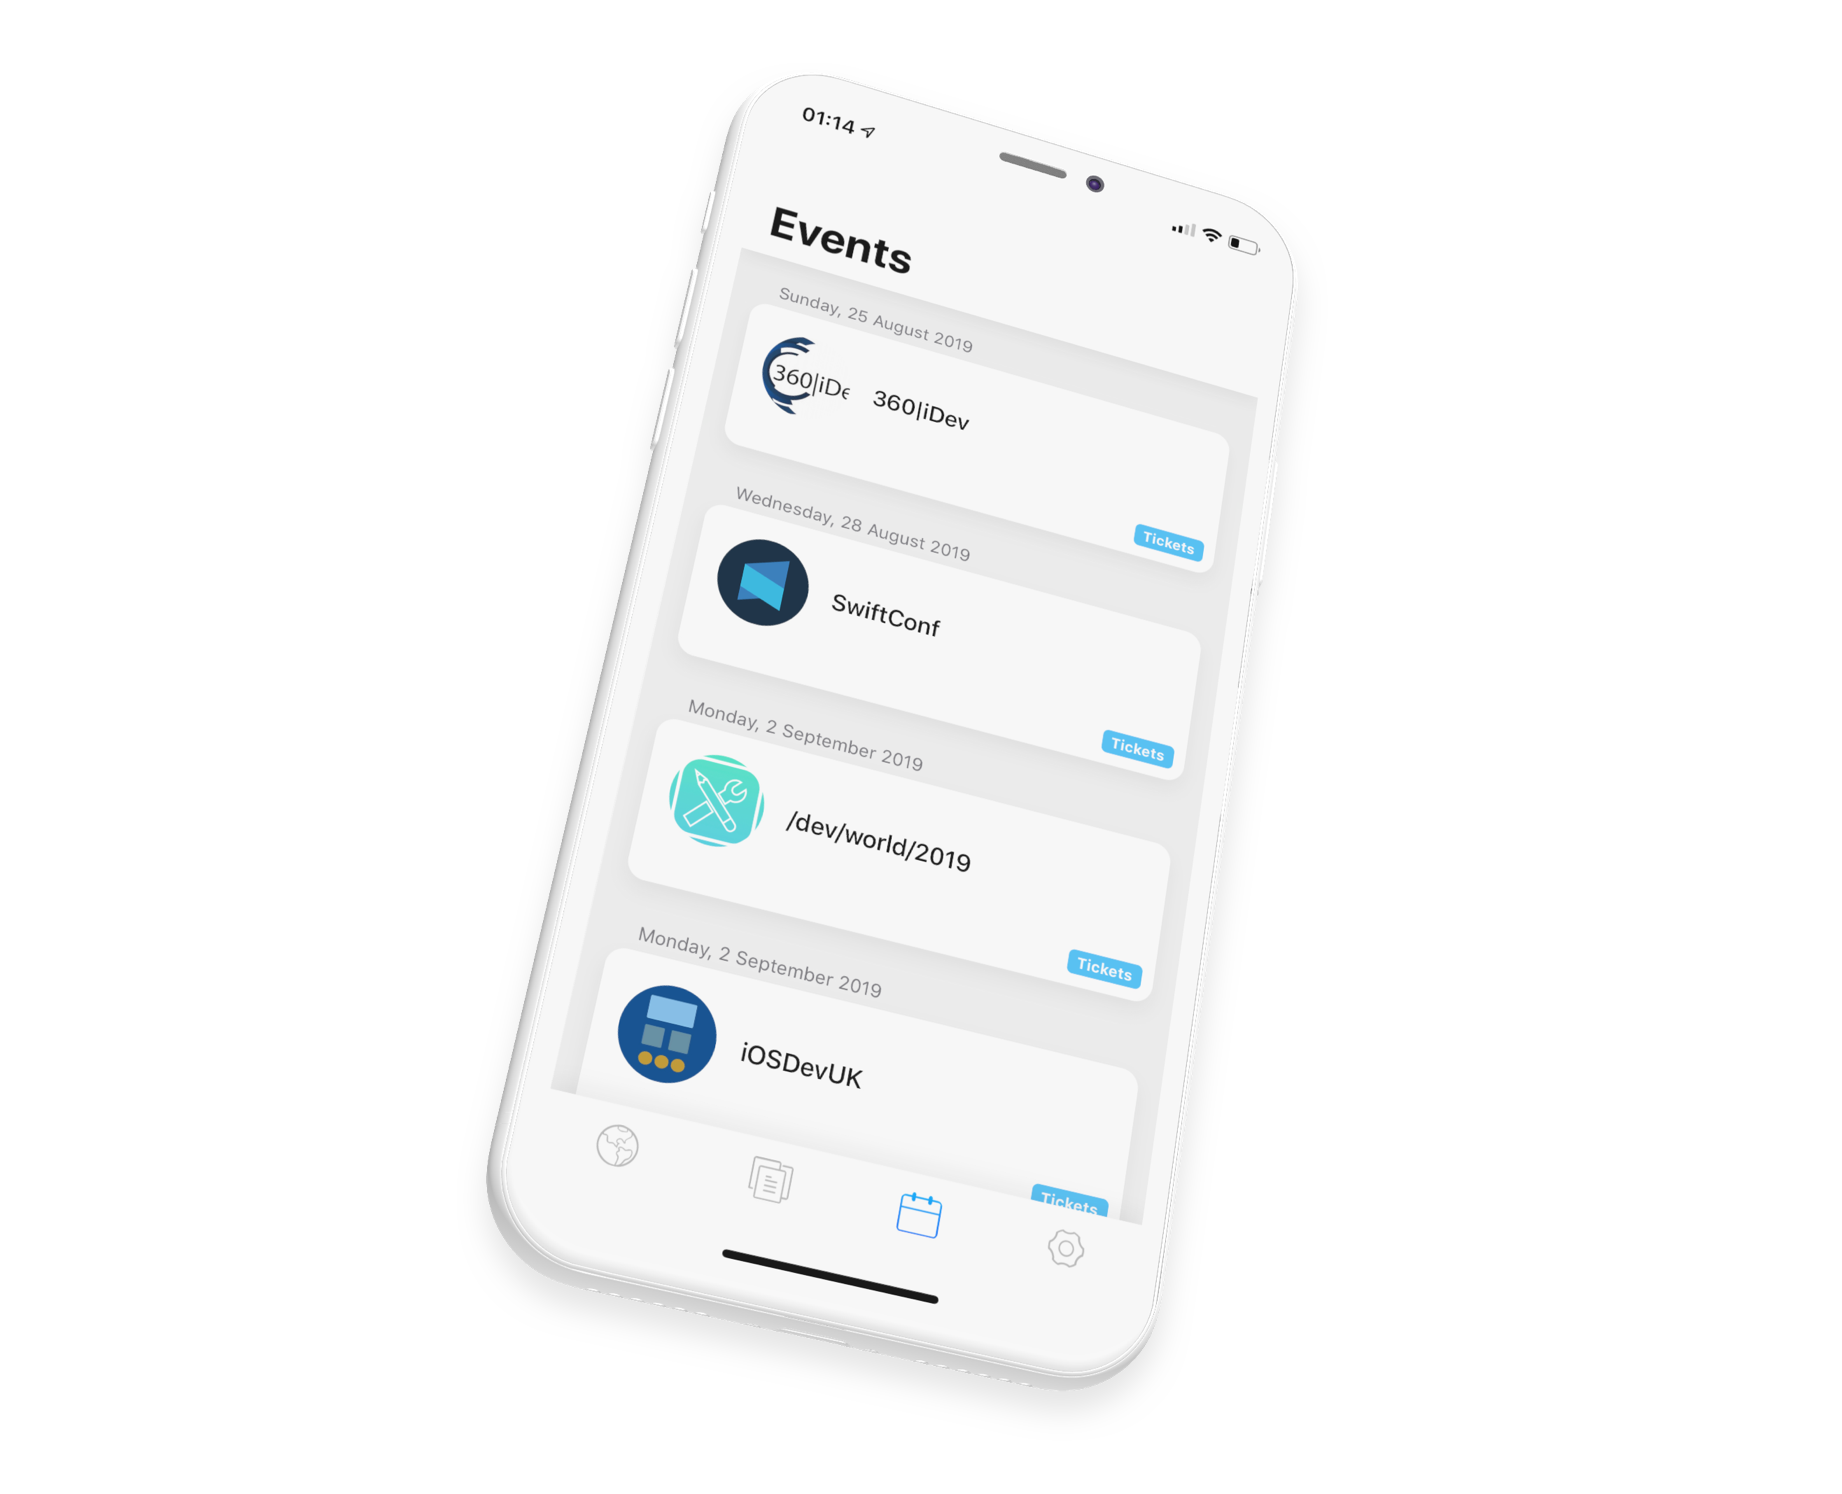 01:14
Events
Sunday, 25 August 2019
360|iDe
360|iDev
Tickets
Wednesday, 28 August 2019
SwiftConf
Tickets
Monday, 2 September 2019
/dev/world/2019
Tickets
Monday, 2 September 2019
iOSDevUK
Tickets